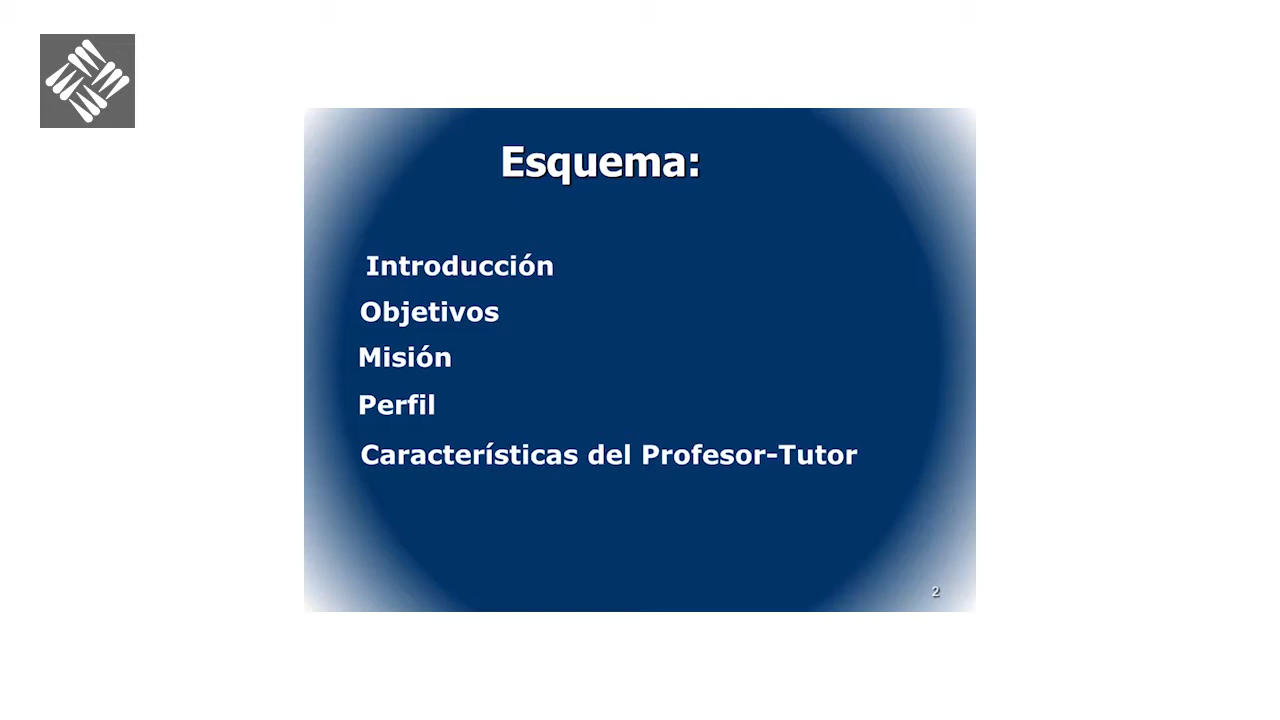 Esquema:
Introducción
Objetivos
Misión
Perfil
Características del Profesor-Tutor
2